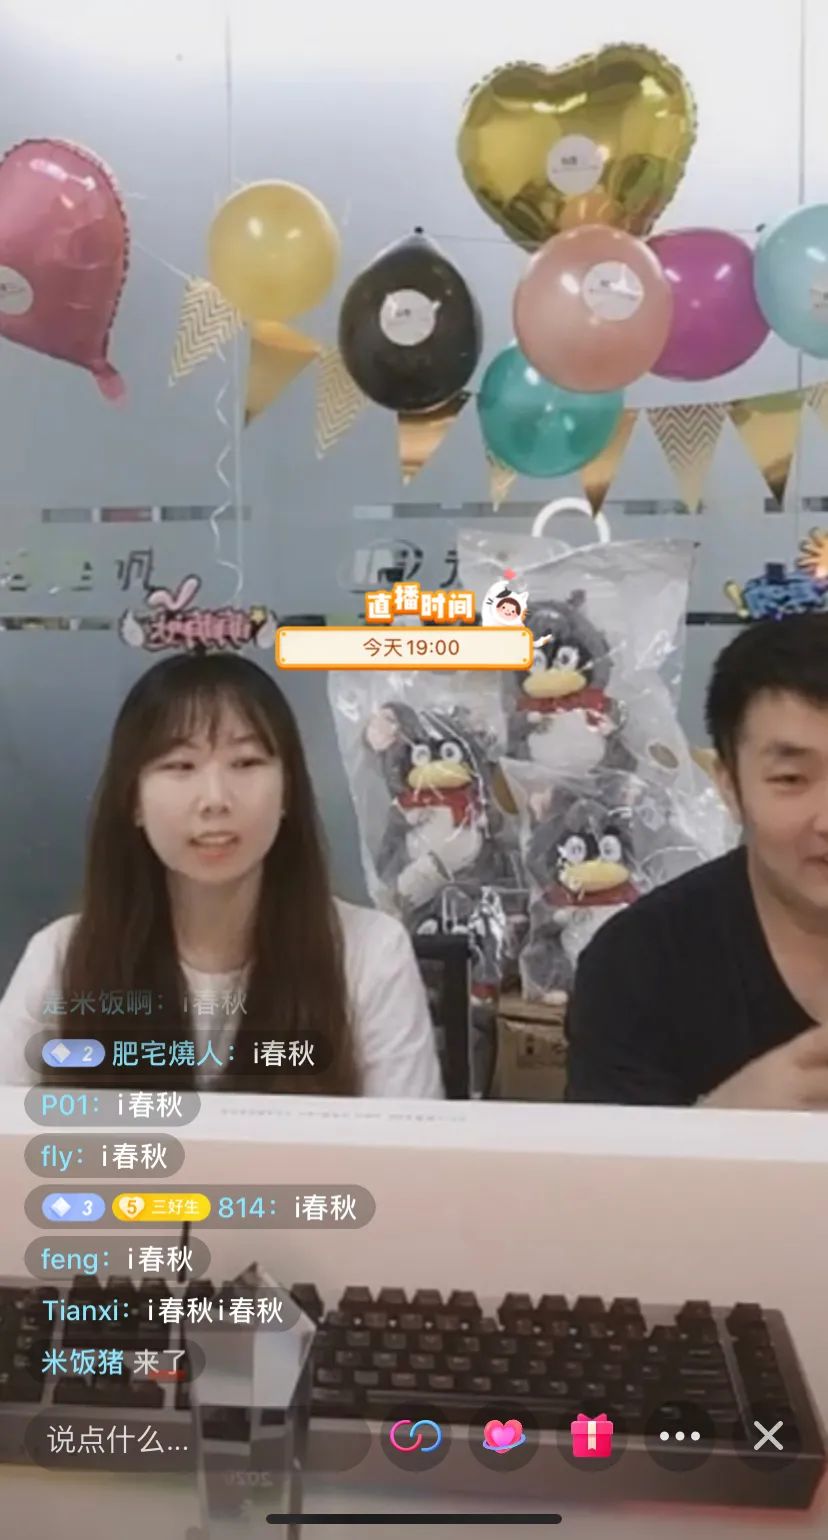 直播时间
今天19:00
是米饭啊：i春秋
2 肥宅燒人：i春秋
P01：i春秋
fly：i春秋
3 5 三好生 814：i春秋
feng：i春秋
Tianxi：i春秋i春秋
米饭猪 来了
说点什么...
2020